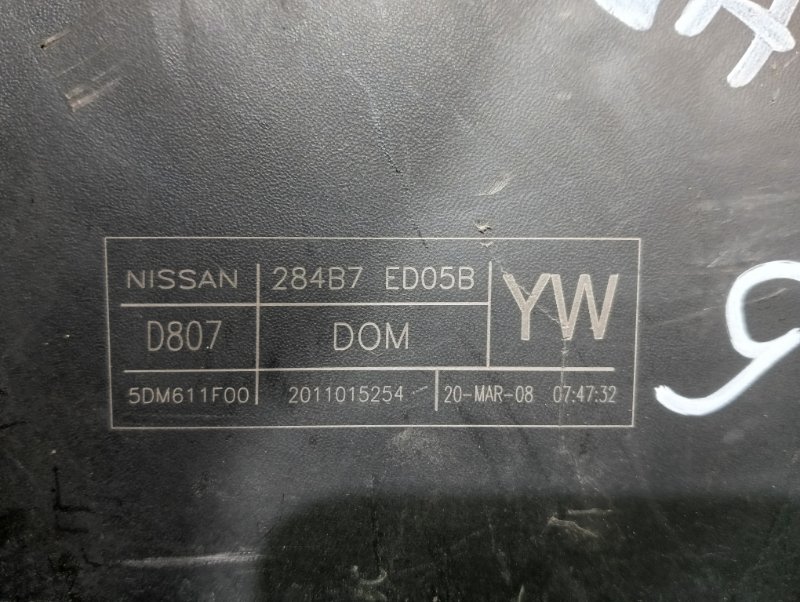 NISSAN 284B7 ED05B YW
D807 DOM
5DM611F00 2011015254 20-MAR-08 07:47:32
9